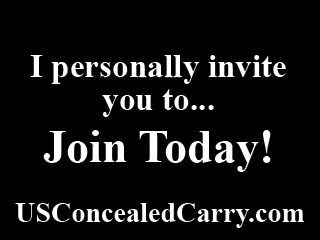 I personally invite
you to...
Join Today!
USConcealedCarry.com